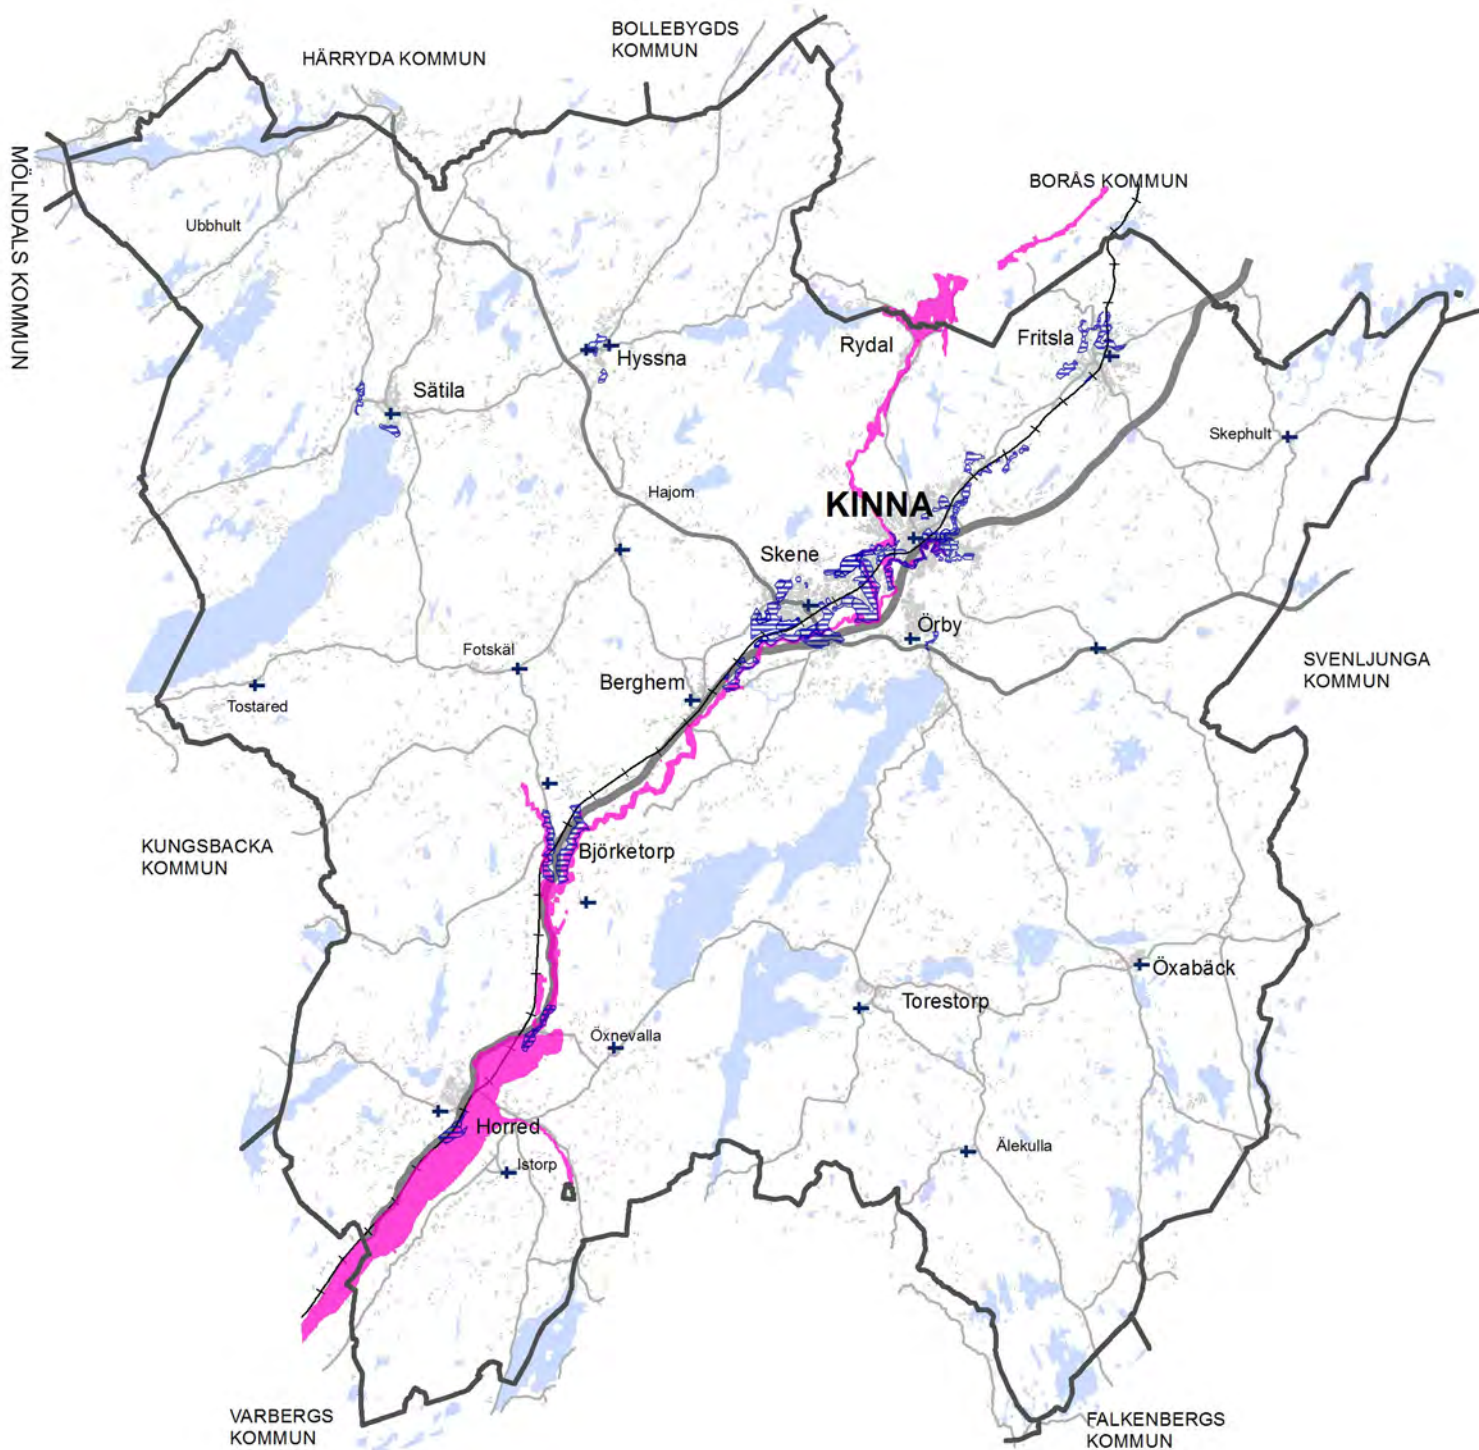 BOLLEBYGDS
KOMMUN
HÄRRYDA KOMMUN
MÖLNDALS KOMMUN
BORÅS KOMMUN
Ubbhult
Rydal
Fritsla
Hyssna
Sätila
Skephult
Hajom
KINNA
Skene
Örby
Fotskäl
SVENLJUNGA
KOMMUN
Berghem
Tostared
KUNGSBACKA
KOMMUN
Björketorp
Öxabäck
Torestorp
Öxnevalla
Horred
Älekulla
Istorp
VARBERGS
KOMMUN
FALKENBERGS
KOMMUN